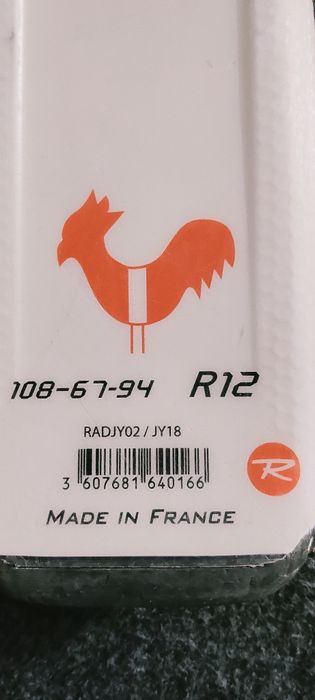 108-67-94 R12
RADJY02 / JY18
3 607681 640166
MADE IN FRANCE
R